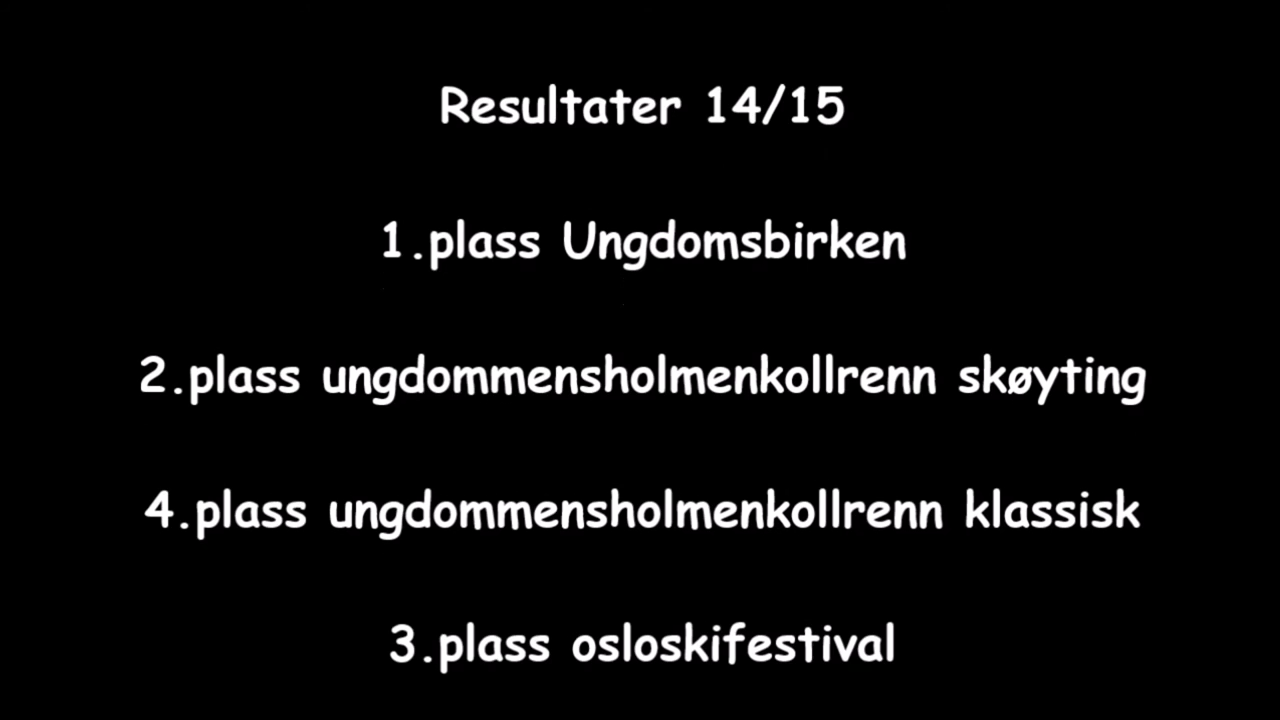 Resultater 14/15
1.plass Ungdomsbirken
2.plass ungdommensholmenkollrenn skøyting
4.plass ungdommensholmenkollrenn klassisk
3.plass osloskifestival